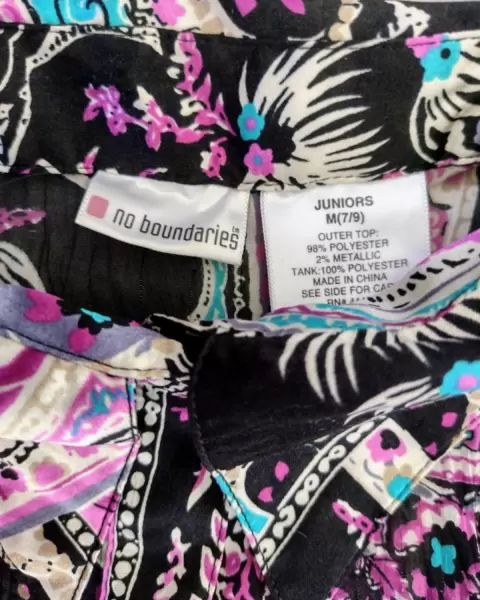 no boundaries
JUNIORS
M(7/9)
OUTER TOP:
98% POLYESTER
2% METALLIC
TANK:100% POLYESTER
MADE IN CHINA
SEE SIDE FOR